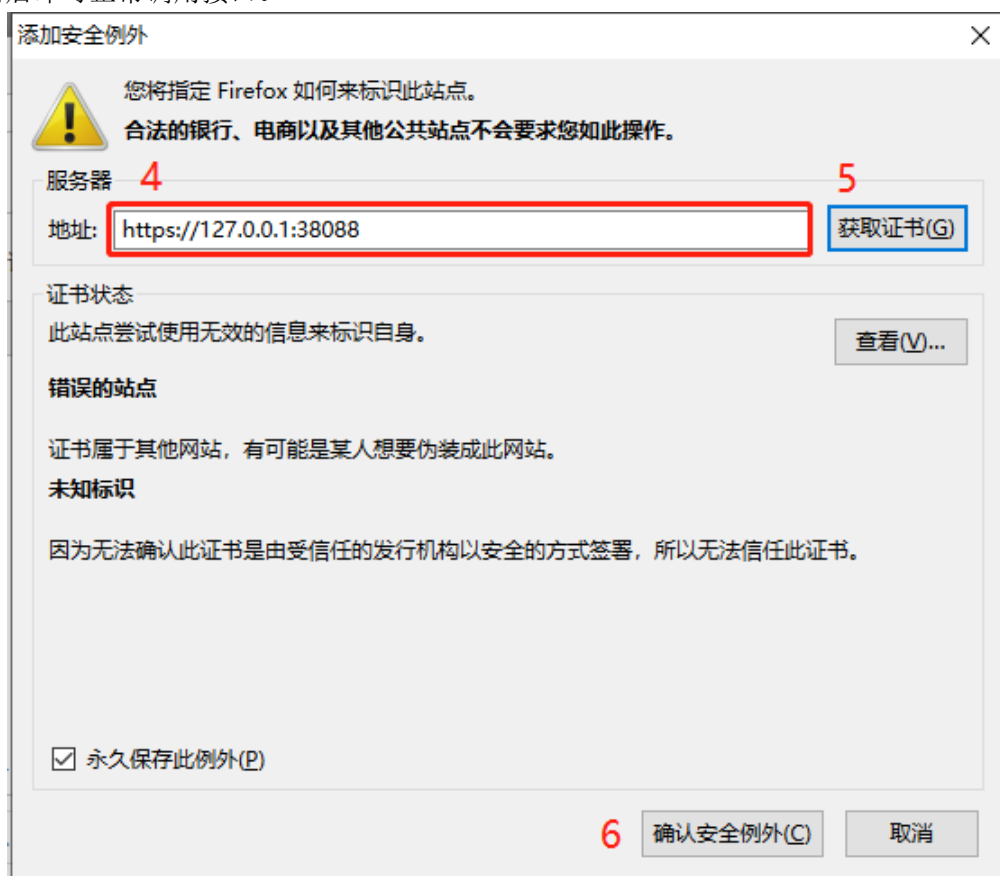 添加安全例外
您将指定 Firefox 如何来标识此站点。
合法的银行、电商以及其他公共站点不会要求您如此操作。
服务器 4 5
地址: https://127.0.0.1:38088 获取证书(G)
证书状态
此站点尝试使用无效的信息来标识自身。 查看(V)...
错误的站点
证书属于其他网站，有可能是某人想要伪装成此网站。
未知标识
因为无法确认此证书是由受信任的发行机构以安全的方式签署，所以无法信任此证书。
永久保存此例外(P)
6 确认安全例外(C) 取消